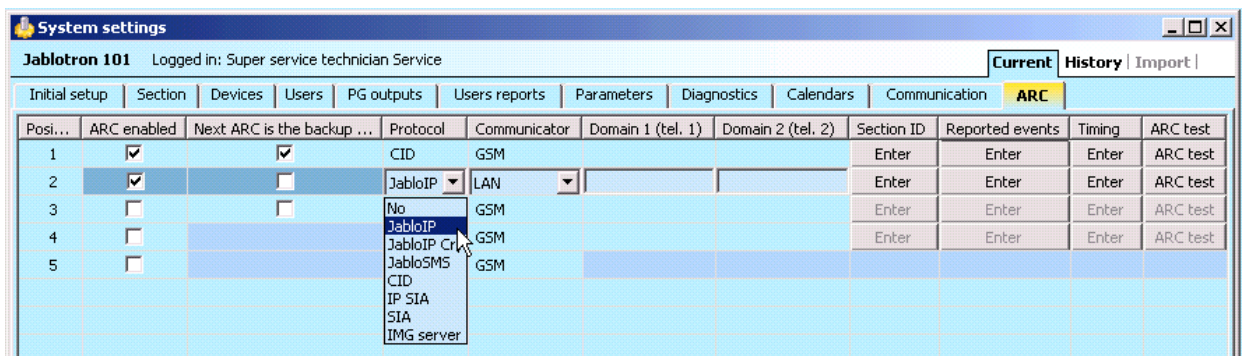 System settings
Jablotron 101 Logged in: Super service technician Service Current History | Import |
Initial setup Section Devices Users PG outputs Users reports Parameters Diagnostics Calendars Communication ARC
Posi... ARC enabled Next ARC is the backup ... Protocol Communicator Domain 1 (tel. 1) Domain 2 (tel. 2) Section ID Reported events Timing ARC test
1 CID GSM Enter Enter Enter ARC test
2 JabloIP LAN Enter Enter Enter ARC test
3 No GSM Enter Enter Enter ARC test
JabloIP
4 JabloIP Cr GSM Enter Enter Enter ARC test
5 JabloSMS GSM
CID
IP SIA
SIA
IMG server